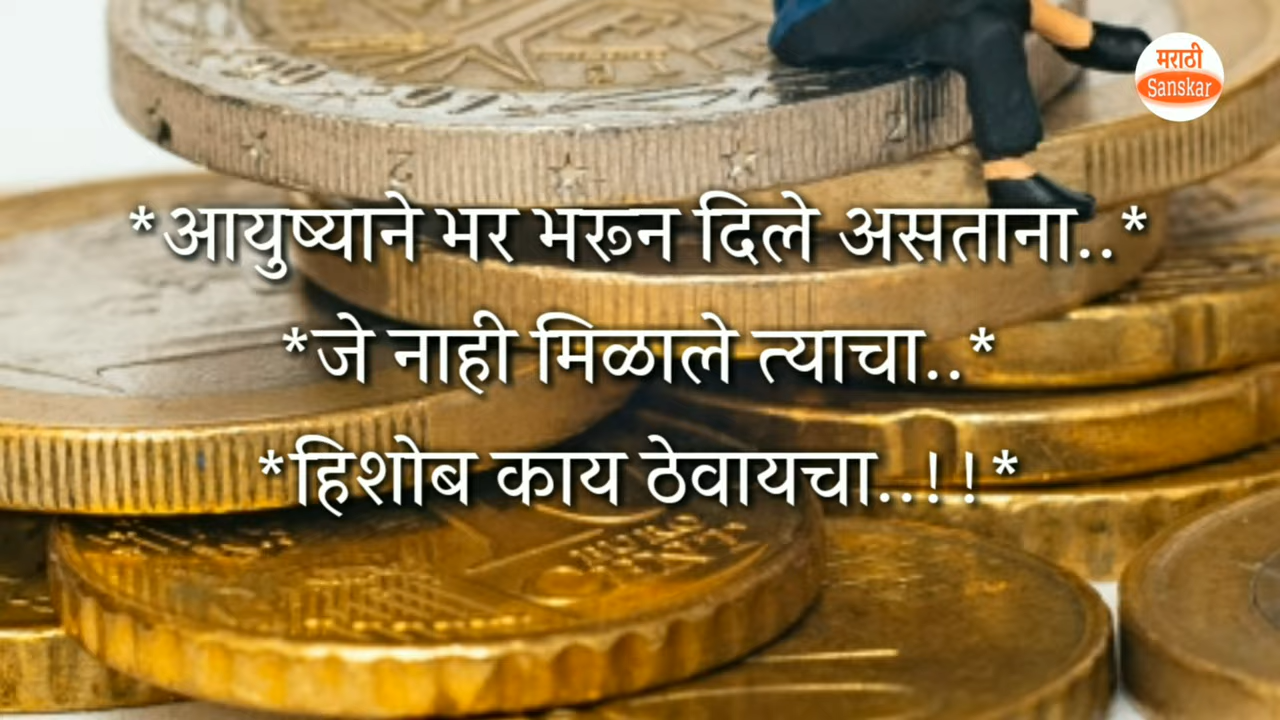 मराठी
Sanskar
*आयुष्याने भर भरून दिले असताना..*
*जे नाही मिळाले त्याचा..*
*हिशोब काय ठेवायचा..!!*